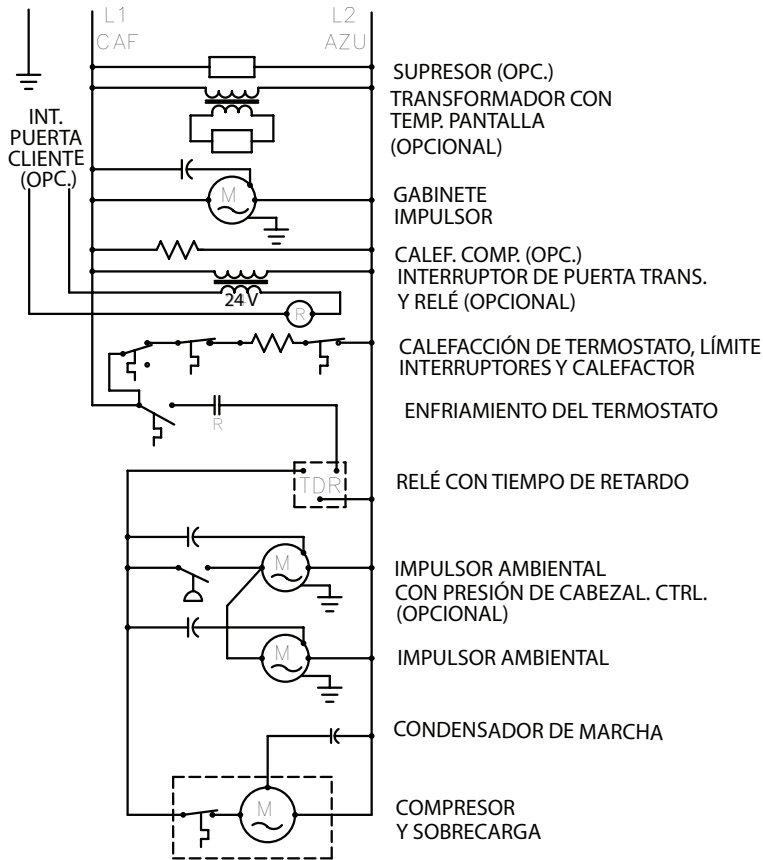 L1
CAF
L2
AZU
SUPRESOR (OPC.)
TRANSFORMADOR CON
TEMP. PANTALLA
(OPCIONAL)
INT.
PUERTA
CLIENTE
(OPC.)
M
GABINETE
IMPULSOR
CALEF. COMP. (OPC.)
INTERRUPTOR DE PUERTA TRANS.
Y RELÉ (OPCIONAL)
24 V
R
CALEFACCIÓN DE TERMOSTATO, LÍMITE
INTERRUPTORES Y CALEFACTOR
ENFRIAMIENTO DEL TERMOSTATO
R
TDR
RELÉ CON TIEMPO DE RETARDO
M
IMPULSOR AMBIENTAL
CON PRESIÓN DE CABEZAL. CTRL.
(OPCIONAL)
M
IMPULSOR AMBIENTAL
CONDENSADOR DE MARCHA
M
COMPRESOR
Y SOBRECARGA